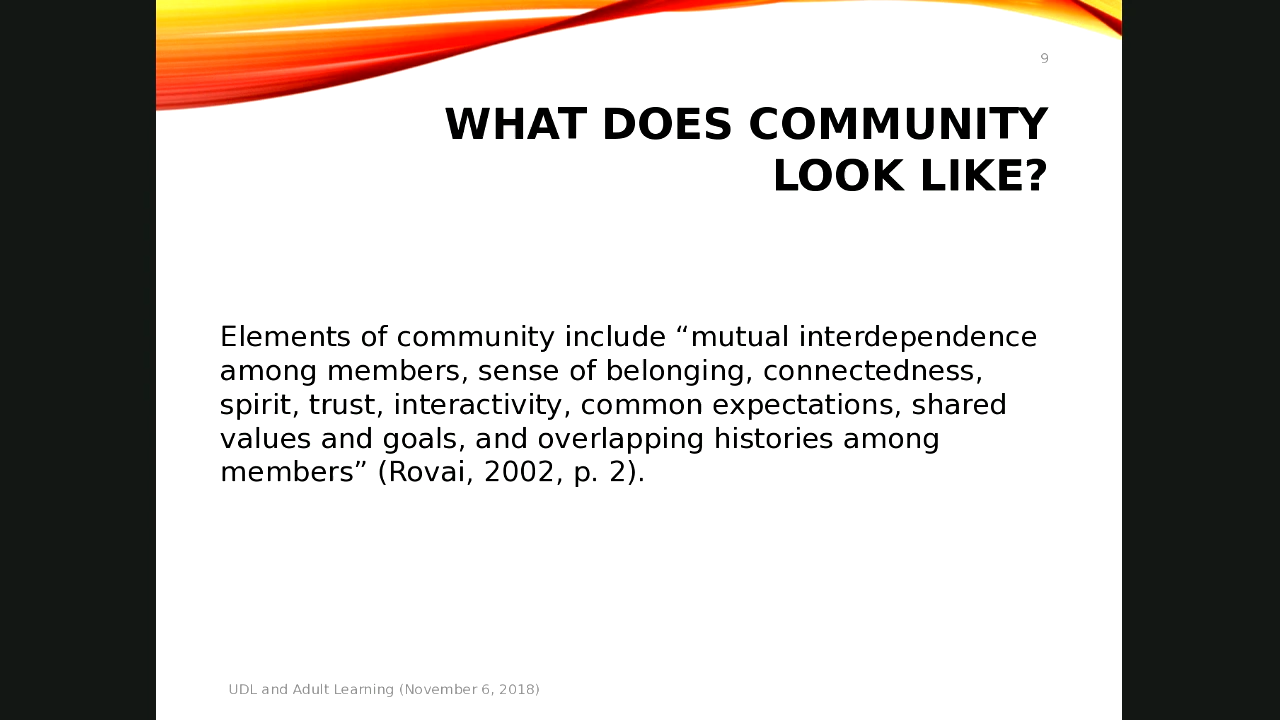 9
WHAT DOES COMMUNITY
LOOK LIKE?
Elements of community include “mutual interdependence
among members, sense of belonging, connectedness,
spirit, trust, interactivity, common expectations, shared
values and goals, and overlapping histories among
members” (Rovai, 2002, p. 2).
UDL and Adult Learning (November 6, 2018)